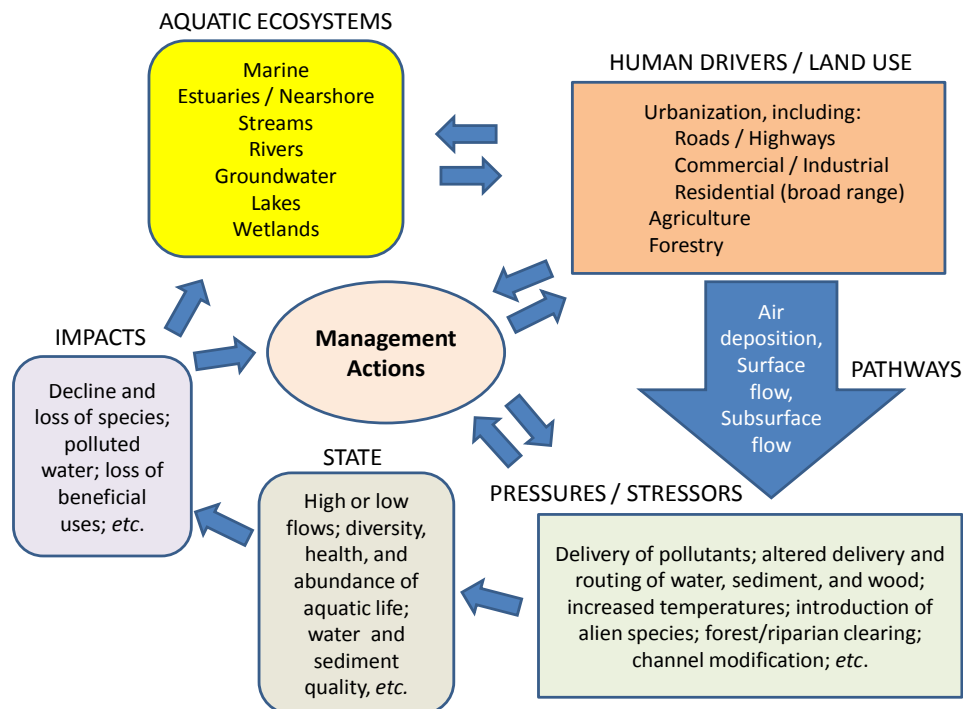 AQUATIC ECOSYSTEMS
Marine
Estuaries / Nearshore
Streams
Rivers
Groundwater
Lakes
Wetlands
HUMAN DRIVERS / LAND USE
Urbanization, including:
Roads / Highways
Commercial / Industrial
Residential (broad range)
Agriculture
Forestry
Air
deposition,
Surface
flow,
Subsurface
flow
PATHWAYS
Management
Actions
IMPACTS
Decline and
loss of species;
polluted
water; loss of
beneficial
uses; etc.
STATE
High or low
flows; diversity,
health, and
abundance of
aquatic life;
water and
sediment
quality, etc.
PRESSURES / STRESSORS
Delivery of pollutants; altered delivery and
routing of water, sediment, and wood;
increased temperatures; introduction of
alien species; forest/riparian clearing;
channel modification; etc.